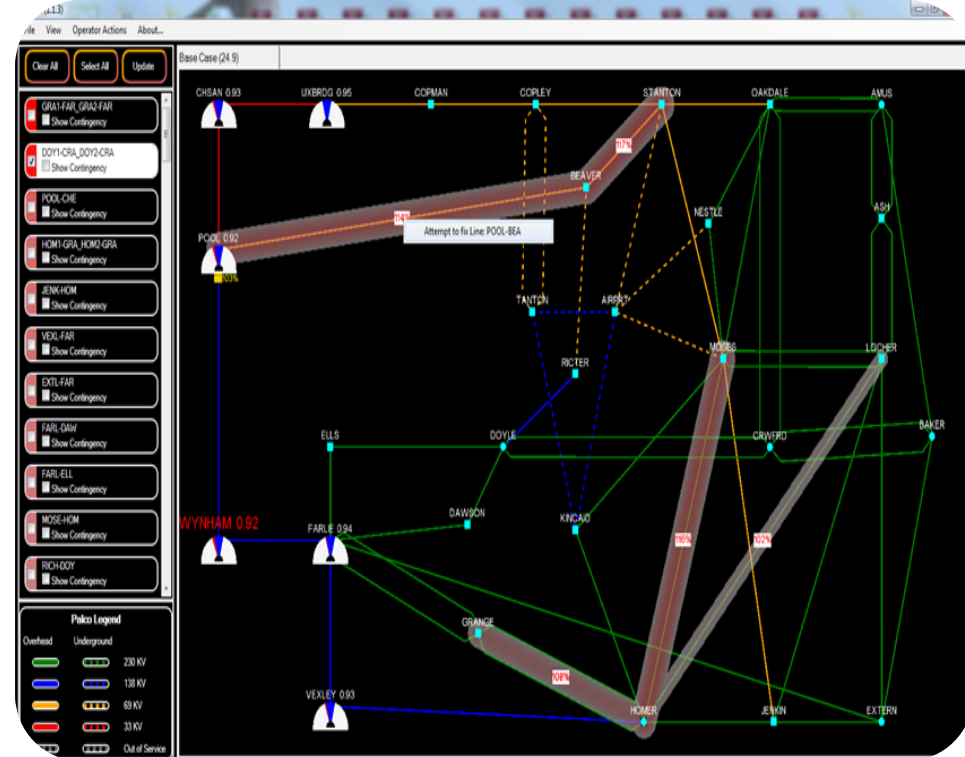 (1.1.3)
File View Operator Actions About...
Clear All Select All Update
Base Case (24.9)
GRA1-FAR_GRA2-FAR
Show Contingency
DOY1-CRA_DOY2-CRA
Show Contingency
POOL-CHE
Show Contingency
HOM1-GRA_HOM2-GRA
Show Contingency
JENK-HOM
Show Contingency
VEXL-FAR
Show Contingency
EXTL-FAR
Show Contingency
FARL-DAW
Show Contingency
FARL-ELL
Show Contingency
MOSE-HOM
Show Contingency
RICH-DOY
Show Contingency
Palco Legend
Overhead Underground
230 KV
138 KV
69 KV
33 KV
Out of Service
CHSAN 0.93 UXBRDG 0.95 COPMAN COPLEY STANTON OAKDALE AMUS
117%
BEAVER
ASH
NESTLE
114%
Attempt to fix Line: POOL-BEA
POOL 0.92
103%
TANTON AIRPRT
MOSES LOCHER
RICTER
BAKER
ELLS DOYLE CRWFRD
DAWSON KINCAID
WYNHAM 0.92 FARLE 0.94
116% 102%
GRANGE
VEXLEY 0.93
HOMER JENKIN EXTERN